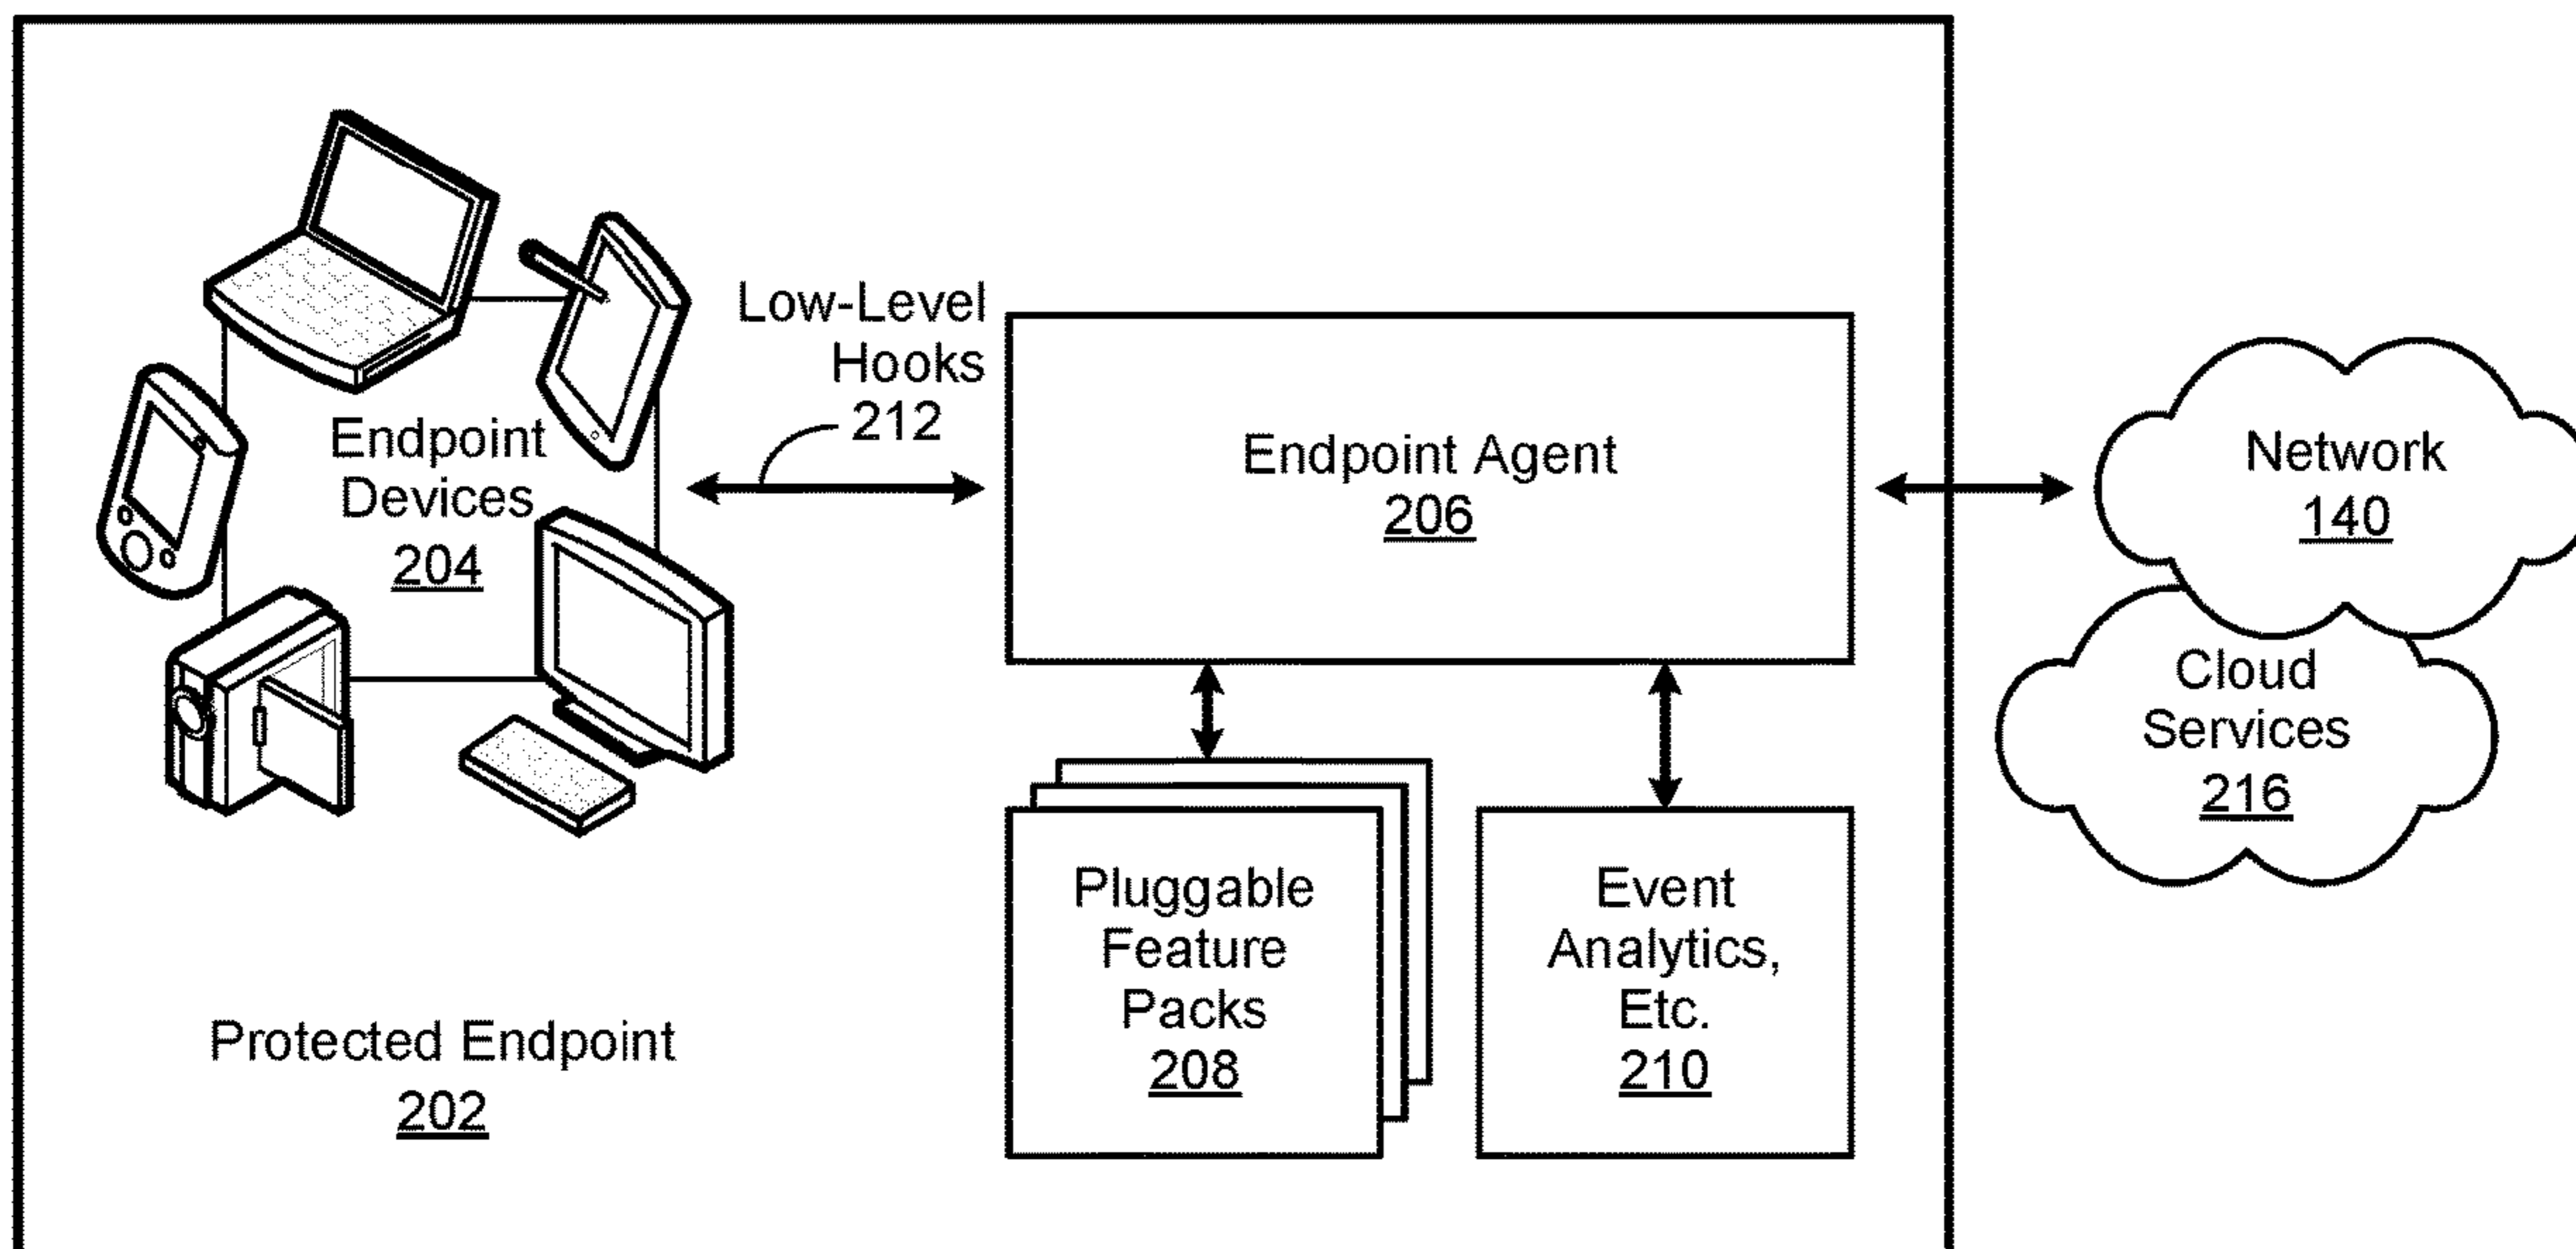 Low-Level
Hooks
212
Endpoint
Devices
204
Endpoint Agent
206
Network
140
Cloud
Services
216
Pluggable
Feature
Packs
208
Event
Analytics,
Etc.
210
Protected Endpoint
202